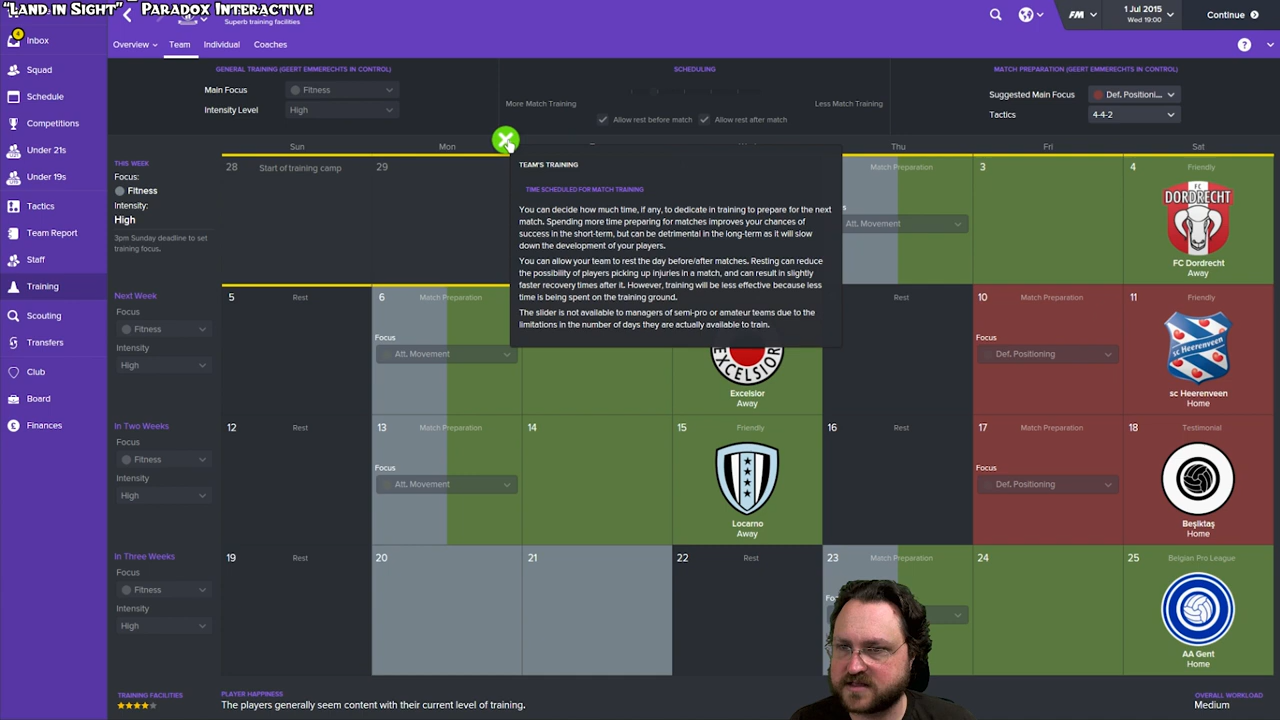 "LAND IN SIGHT" _ PARADOX INTERACTIVE
Superb training facilities
FM
1 Jul 2015
Wed 19:00
Continue
4
Inbox
Squad
Schedule
Competitions
Under 21s
Under 19s
Tactics
Team Report
Staff
Training
Scouting
Transfers
Club
Board
Finances
Overview
Team
Individual
Coaches
?
GENERAL TRAINING (GEERT EMMERECHTS IN CONTROL)
Main Focus
Fitness
Intensity Level
High
SCHEDULING
More Match Training
Less Match Training
Allow rest before match
Allow rest after match
MATCH PREPARATION (GEERT EMMERECHTS IN CONTROL)
Suggested Main Focus
Def. Positioni...
Tactics
4-4-2
Sun
Mon
Thu
Fri
Sat
THIS WEEK
Focus:
Fitness
Intensity:
High
3pm Sunday deadline to set
training focus.
28
Start of training camp
29
TEAM'S TRAINING
TIME SCHEDULED FOR MATCH TRAINING
You can decide how much time, if any, to dedicate in training to prepare for the next
match. Spending more time preparing for matches improves your chances of
success in the short-term, but can be detrimental in the long-term as it will slow
down the development of your players.
You can allow your team to rest the day before/after matches. Resting can reduce
the possibility of players picking up injuries in a match, and can result in slightly
faster recovery times after it. However, training will be less effective because less
time is being spent on the training ground.
The slider is not available to managers of semi-pro or amateur teams due to the
limitations in the number of days they are actually available to train.
Match Preparation
Att. Movement
3
4
Friendly
FC
DORDRECHT
FC Dordrecht
Away
Next Week
Focus
Fitness
Intensity
High
5
Rest
6
Match Preparation
Focus
Att. Movement
EXCELSIOR
Excelsior
Away
Rest
10
Match Preparation
Focus
Def. Positioning
11
Friendly
sc Heerenveen
sc Heerenveen
Home
In Two Weeks
Focus
Fitness
Intensity
High
12
Rest
13
Match Preparation
Focus
Att. Movement
14
15
Friendly
Locarno
Away
16
Rest
17
Match Preparation
Focus
Def. Positioning
18
Testimonial
Beşiktaş
Home
In Three Weeks
Focus
Fitness
Intensity
High
19
Rest
20
21
22
Rest
23
Match Preparation
24
25
Belgian Pro League
AA Gent
Home
TRAINING FACILITIES
PLAYER HAPPINESS
The players generally seem content with their current level of training.
OVERALL WORKLOAD
Medium